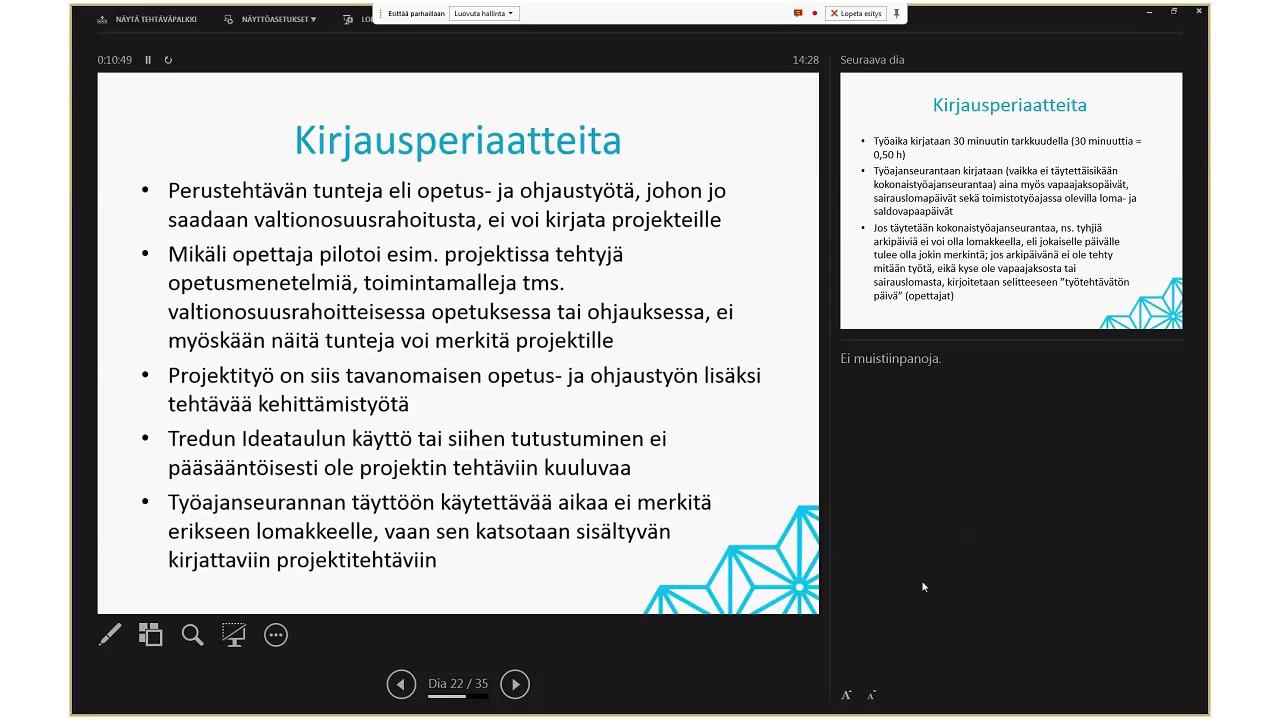 Esittää parhaillaan
Luovuta hallinta
Lopeta esitys
NÄYTÄ TEHTÄVÄPALKKI
NÄYTTÖASETUKSET
0:10:49
14:28
Kirjausperiaatteita
• Perustehtävän tunteja eli opetus- ja ohjaustyötä, johon jo
saadaan valtionosuusrahoitusta, ei voi kirjata projekteille
• Mikäli opettaja pilotoi esim. projektissa tehtyjä
opetusmenetelmiä, toimintamalleja tms.
valtionosuusrahoitteisessa opetuksessa tai ohjauksessa, ei
myöskään näitä tunteja voi merkitä projektille
• Projektityö on siis tavanomaisen opetus- ja ohjaustyön lisäksi
tehtävää kehittämistyötä
• Tredun Ideataulun käyttö tai siihen tutustuminen ei
pääsääntöisesti ole projektin tehtäviin kuuluvaa
• Työajanseurannan täyttöön käytettävää aikaa ei merkitä
erikseen lomakkeelle, vaan sen katsotaan sisältyvän
kirjattaviin projektitehtäviin
Dia 22 / 35
Seuraava dia
Kirjausperiaatteita
• Työaika kirjataan 30 minuutin tarkkuudella (30 minuuttia =
0,50 h)
• Työajanseurantaan kirjataan (vaikka ei täytettäisikään
kokonaistyöajanseurantaa) aina myös vapaajaksopäivät,
sairauslomapäivät sekä toimistotyöajassa olevilla loma- ja
saldovapaapäivät
• Jos täytetään kokonaistyöajanseurantaa, ns. tyhjiä
arkipäiviä ei voi olla lomakkeella, eli jokaiselle päivälle
tulee olla jokin merkintä; jos arkipäivänä ei ole tehty
mitään työtä, eikä kyse ole vapaajaksosta tai
sairauslomasta, kirjoitetaan selitteeseen ”työtehtävätön
päivä” (opettajat)
Ei muistiinpanoja.
A A